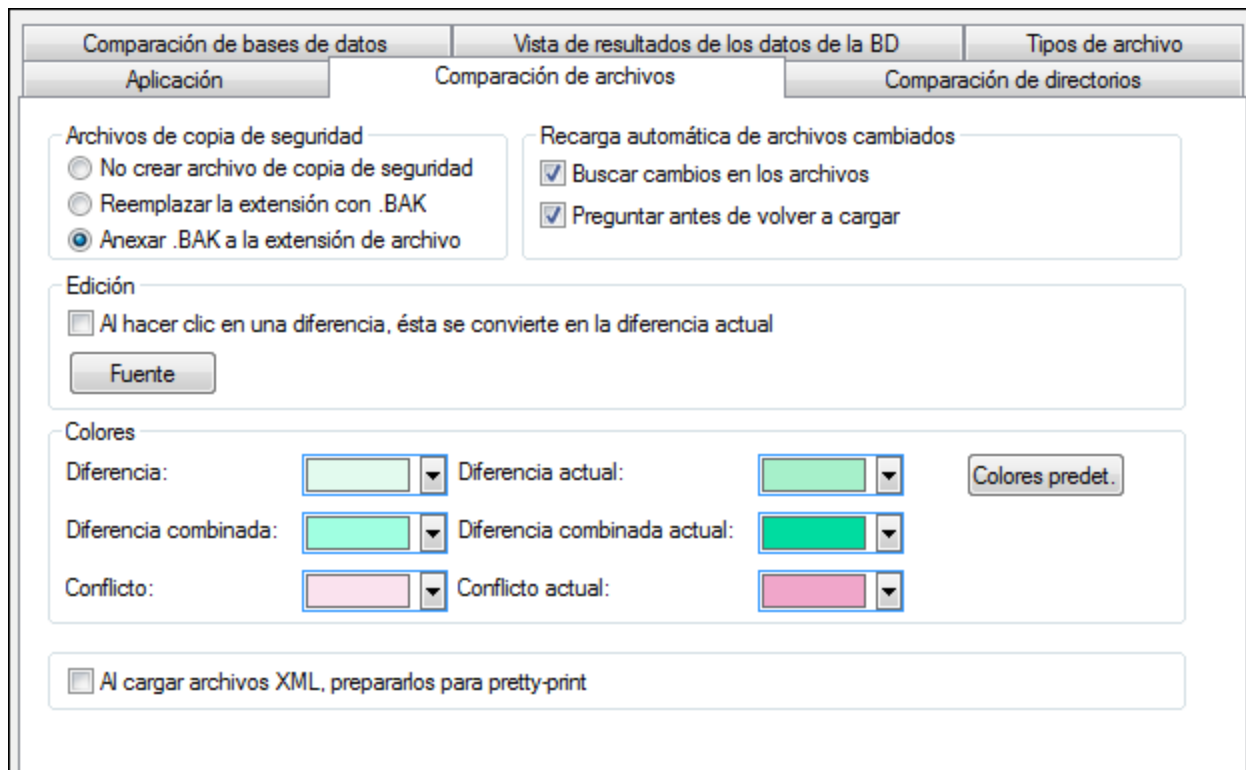 Comparación de bases de datos
Vista de resultados de los datos de la BD
Tipos de archivo
Aplicación
Comparación de archivos
Comparación de directorios
Archivos de copia de seguridad
No crear archivo de copia de seguridad
Reemplazar la extensión con .BAK
Anexar .BAK a la extensión de archivo
Recarga automática de archivos cambiados
Buscar cambios en los archivos
Preguntar antes de volver a cargar
Edición
Al hacer clic en una diferencia, ésta se convierte en la diferencia actual
Fuente
Colores
Diferencia:
Diferencia actual:
Colores predet.
Diferencia combinada:
Diferencia combinada actual:
Conflicto:
Conflicto actual:
Al cargar archivos XML, prepararlos para pretty-print